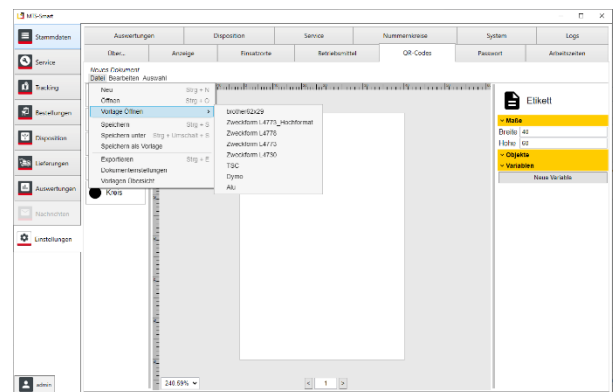 MTS-Smart
Stammdaten
Service
Tracking
Bestellungen
Disposition
Lieferungen
Auswertungen
Nachrichten
Einstellungen
admin
Auswertungen Disposition Service Nummernkreise System Logs
Über... Anzeige Einsatzorte Betriebsmittel QR-Codes Passwort Arbeitszeiten
Neues Dokument
Datei Bearbeiten Auswahl
Neu Strg + N
Öffnen Strg + O
Vorlage Öffnen
Speichern Strg + S
Speichern unter Strg + Umschalt + S
Speichern als Vorlage
Exportieren Strg + E
Dokumenteinstellungen
Vorlagen Übersicht
Kreis
brother62x29
Zweckform L4773_Hochformat
Zweckform L4776
Zweckform L4773
Zweckform L4730
TSC
Dymo
Alu
Etikett
Maße
Breite 40
Höhe 60
Objekte
Variablen
Neue Variable
240.59%
< 1 >